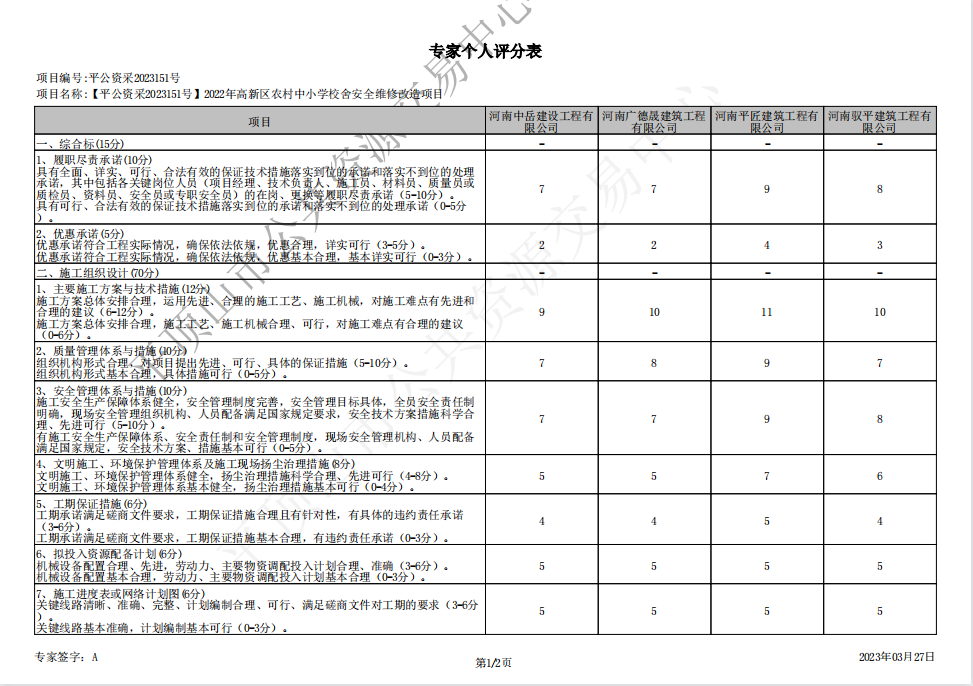 专家个人评分表
项目编号:平公资采2023151号
项目名称:【平公资采2023151号】2022年高新区农村中小学校舍安全维修改造项目
项目 河南中岳建设工程有限公司 河南广德晟建筑工程有限公司 河南平匠建筑工程有限公司 河南驭平建筑工程有限公司
一、综合标(15分) - - - -
1、履职尽责承诺(10分)
具有全面、详实、可行、合法有效的保证技术措施落实到位的承诺和落实不到位的处理
承诺，其中包括各关键岗位人员（项目经理、技术负责人、施工员、材料员、质量员或
质检员、资料员、安全员或专职安全员）的在岗、更换等履职尽责承诺（5-10分）。
具有可行、合法有效的保证技术措施落实到位的承诺和落实不到位的处理承诺（0-5分
）。
7 7 9 8
2、优惠承诺(5分)
优惠承诺符合工程实际情况，确保依法依规，优惠合理，详实可行（3-5分）。
优惠承诺符合工程实际情况，确保依法依规，优惠基本合理，基本详实可行（0-3分）。
2 2 4 3
二、施工组织设计(70分) - - - -
1、主要施工方案与技术措施(12分)
施工方案总体安排合理，运用先进、合理的施工工艺、施工机械，对施工难点有先进和
合理的建议（6-12分）。
施工方案总体安排合理，施工工艺、施工机械合理、可行，对施工难点有合理的建议
（0-6分）。
9 10 11 10
2、质量管理体系与措施(10分)
组织机构形式合理，对项目提出先进、可行、具体的保证措施（5-10分）。
组织机构形式基本合理，具体措施可行（0-5分）。
7 8 9 7
3、安全管理体系与措施(10分)
施工安全生产保障体系健全，安全管理制度完善，安全管理目标具体，全员安全责任制
明确，现场安全管理组织机构、人员配备满足国家规定要求，安全技术方案措施科学合
理、先进可行（5-10分）。
有施工安全生产保障体系、安全责任制和安全管理制度，现场安全管理机构、人员配备
满足国家规定，安全技术方案、措施基本可行（0-5分）。
7 7 9 8
4、文明施工、环境保护管理体系及施工现场扬尘治理措施(8分)
文明施工、环境保护管理体系健全，扬尘治理措施科学合理、先进可行（4-8分）。
文明施工、环境保护管理体系基本健全，扬尘治理措施基本可行（0-4分）。
5 5 7 6
5、工期保证措施(6分)
工期承诺满足磋商文件要求，工期保证措施合理且有针对性，有具体的违约责任承诺
（3-6分）。
工期承诺满足磋商文件要求，工期保证措施基本合理，有违约责任承诺（0-3分）。
4 4 5 4
6、拟投入资源配备计划(6分)
机械设备配置合理、先进，劳动力、主要物资调配投入计划合理、准确（3-6分）。
机械设备配置基本合理，劳动力、主要物资调配投入计划基本合理（0-3分）。
5 5 5 5
7、施工进度表或网络计划图(6分)
关键线路清晰、准确、完整、计划编制合理、可行、满足磋商文件对工期的要求（3-6分
）。
关键线路基本准确，计划编制基本可行（0-3分）。
5 5 5 5
专家签字：A
第1/2页
2023年03月27日
平顶山市公共资源交易中心
平顶山市公共资源交易中心